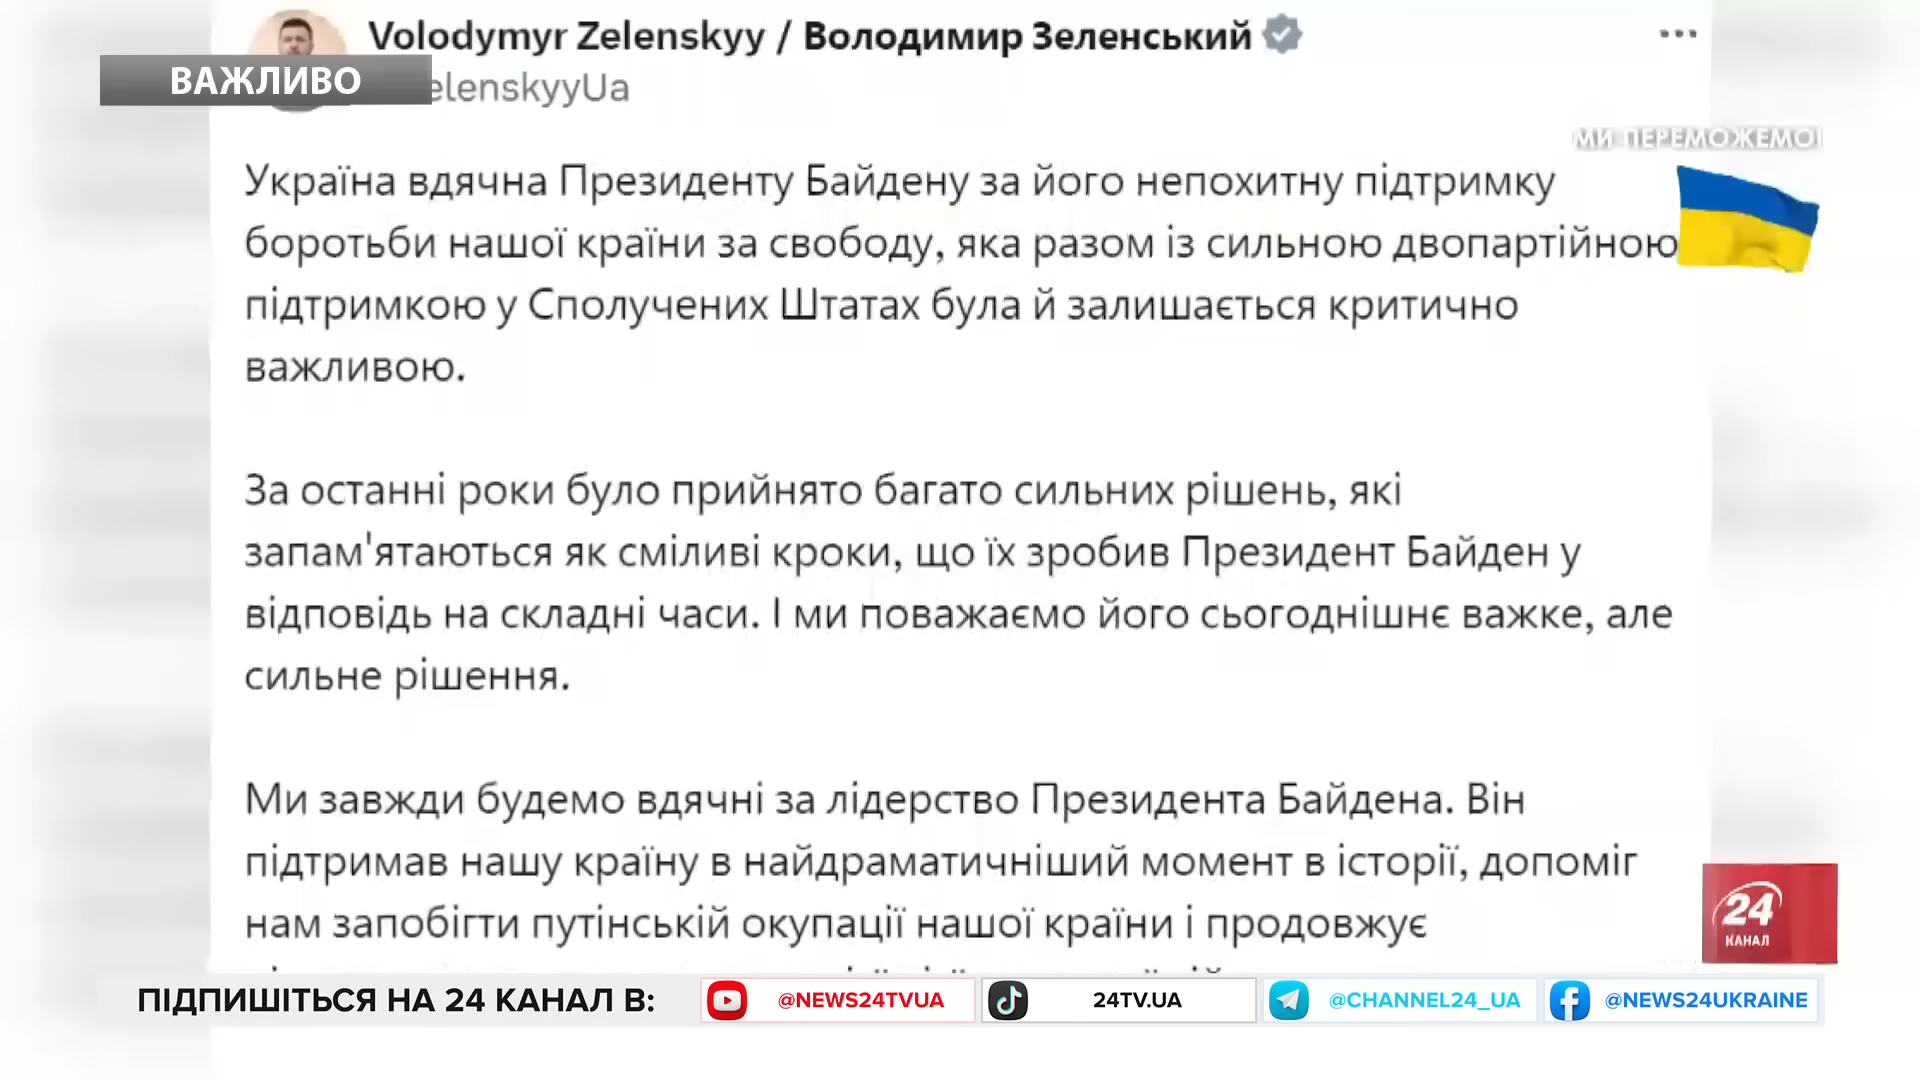 Volodymyr Zelenskyy / Володимир Зеленський
ВАЖЛИВО
elenskyyUa
МИ ПЕРЕМОЖЕМО!
Україна вдячна Президенту Байдену за його непохитну підтримку
боротьби нашої країни за свободу, яка разом із сильною двопартійною
підтримкою у Сполучених Штатах була й залишається критично
важливою.
За останні роки було прийнято багато сильних рішень, які
запам'ятаються як сміливі кроки, що їх зробив Президент Байден у
відповідь на складні часи. І ми поважаємо його сьогоднішнє важке, але
сильне рішення.
Ми завжди будемо вдячні за лідерство Президента Байдена. Він
підтримав нашу країну в найдраматичніший момент в історії, допоміг
нам запобігти путінській окупації нашої країни і продовжує
24
КАНАЛ
ПІДПИШІТЬСЯ НА 24 КАНАЛ В:
@NEWS24TVUA
24TV.UA
@CHANNEL24_UA
@NEWS24UKRAINE